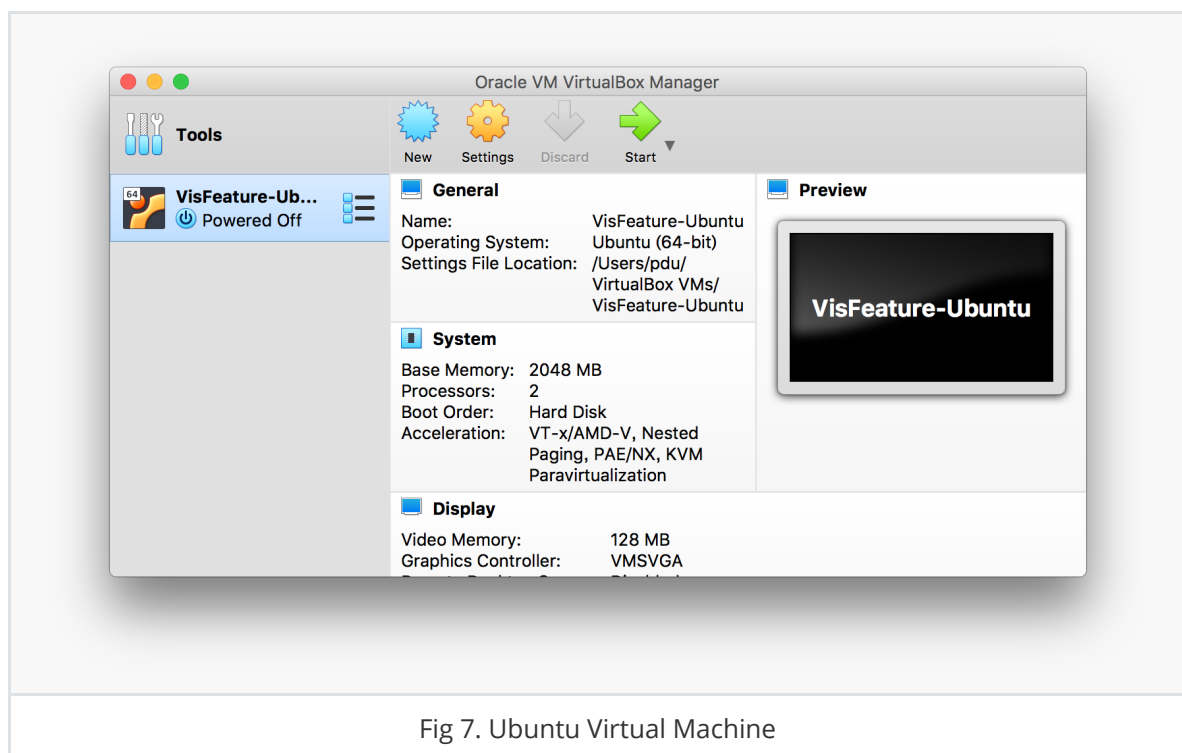 Oracle VM VirtualBox Manager
Tools
New Settings Discard Start
64
VisFeature-Ub...
Powered Off
General
Name: VisFeature-Ubuntu
Operating System: Ubuntu (64-bit)
Settings File Location: /Users/pdu/
VirtualBox VMs/
VisFeature-Ubuntu
Preview
VisFeature-Ubuntu
System
Base Memory: 2048 MB
Processors: 2
Boot Order: Hard Disk
Acceleration: VT-x/AMD-V, Nested
Paging, PAE/NX, KVM
Paravirtualization
Display
Video Memory: 128 MB
Graphics Controller: VMSVGA
Fig 7. Ubuntu Virtual Machine